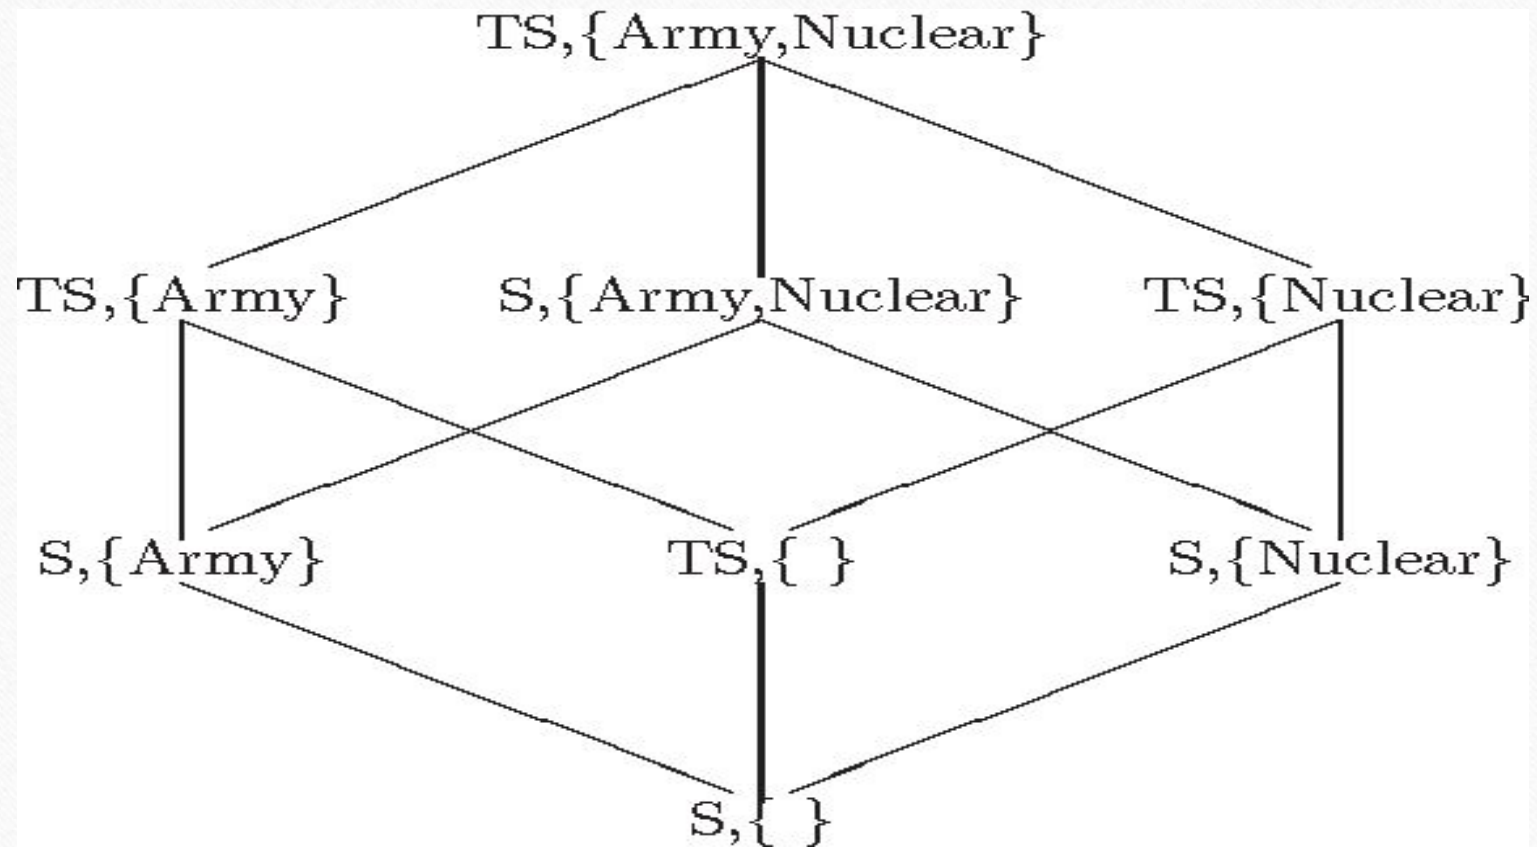 TS,{Army,Nuclear}
TS,{Army} S,{Army,Nuclear} TS,{Nuclear}
S,{Army} TS,{ } S,{Nuclear}
S,{ }